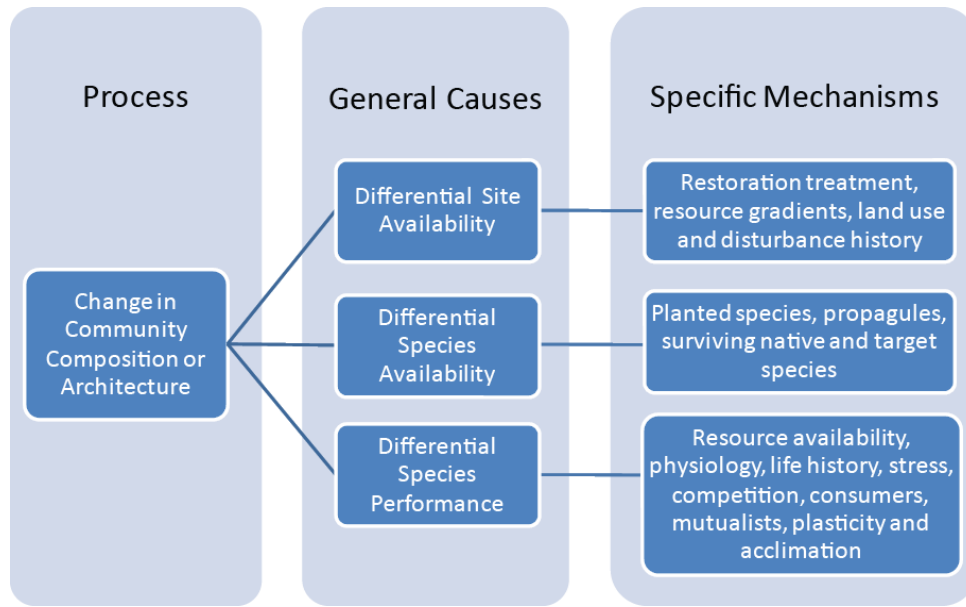 Process
General Causes
Specific Mechanisms
Change in
Community
Composition or
Architecture
Differential Site
Availability
Differential
Species
Availability
Differential
Species
Performance
Restoration treatment,
resource gradients, land use
and disturbance history
Planted species, propagules,
surviving native and target
species
Resource availability,
physiology, life history, stress,
competition, consumers,
mutualists, plasticity and
acclimation